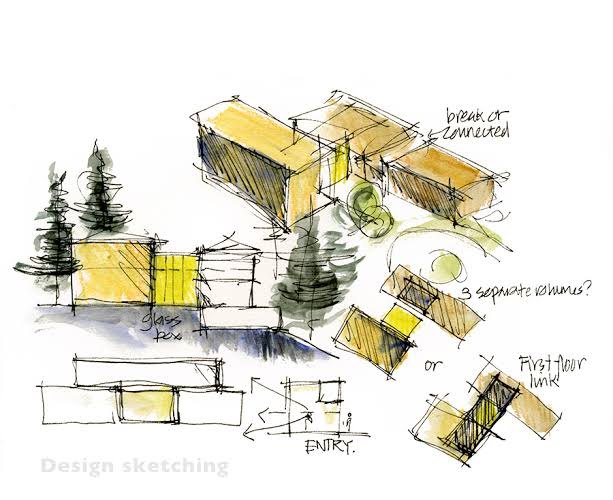 break or
connected
3 separate volumes?
glass
box
or
First floor
link!
ENTRY.
Design sketching